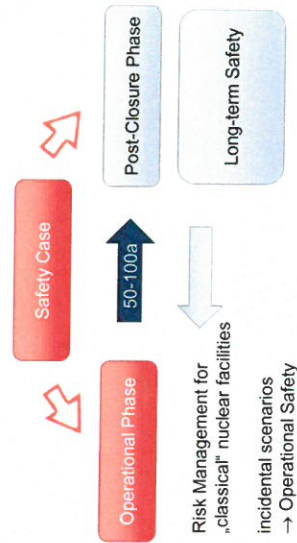 Safety Case
Operational Phase
50-100a
Post-Closure Phase
Risk Management for
„classical“ nuclear facilities
Long-term Safety
incidental scenarios
→ Operational Safety